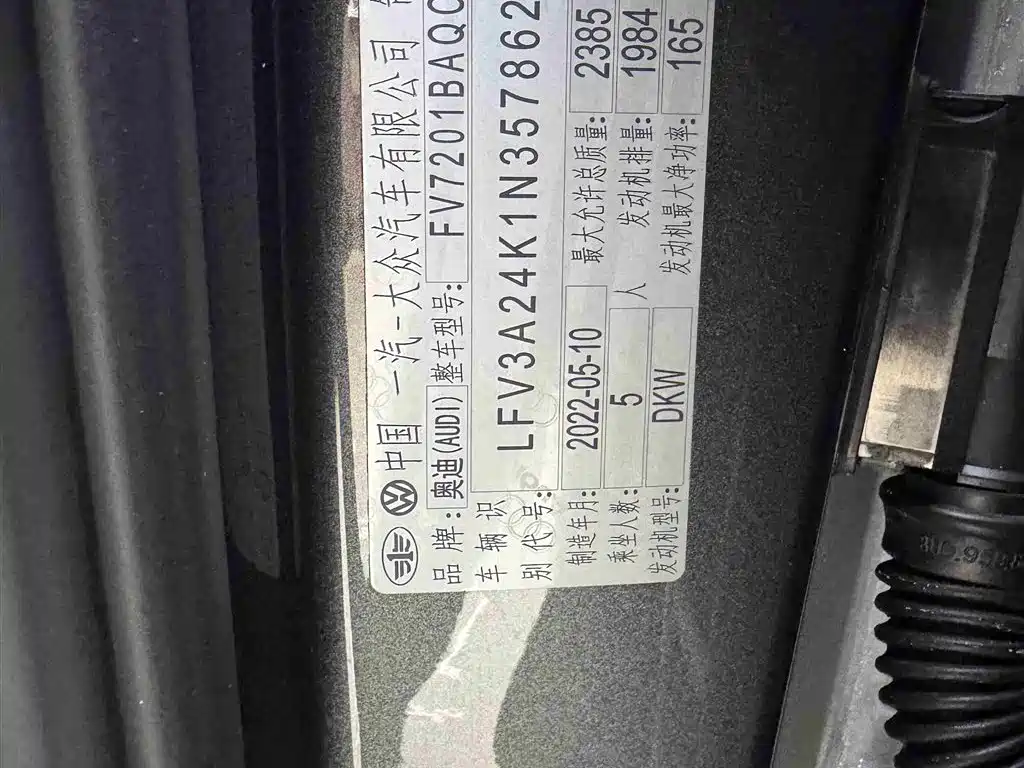 中国 一汽-大众汽车有限公司
品牌: 奥迪(AUDI) 整车型号: FV7201BAQC
车辆识别代号: LFV3A24K1N357862
制造年月: 2022-05-10 最大允许总质量: 2385
乘坐人数: 5 人 发动机排量: 1984
发动机型号: DKW 发动机最大净功率: 165